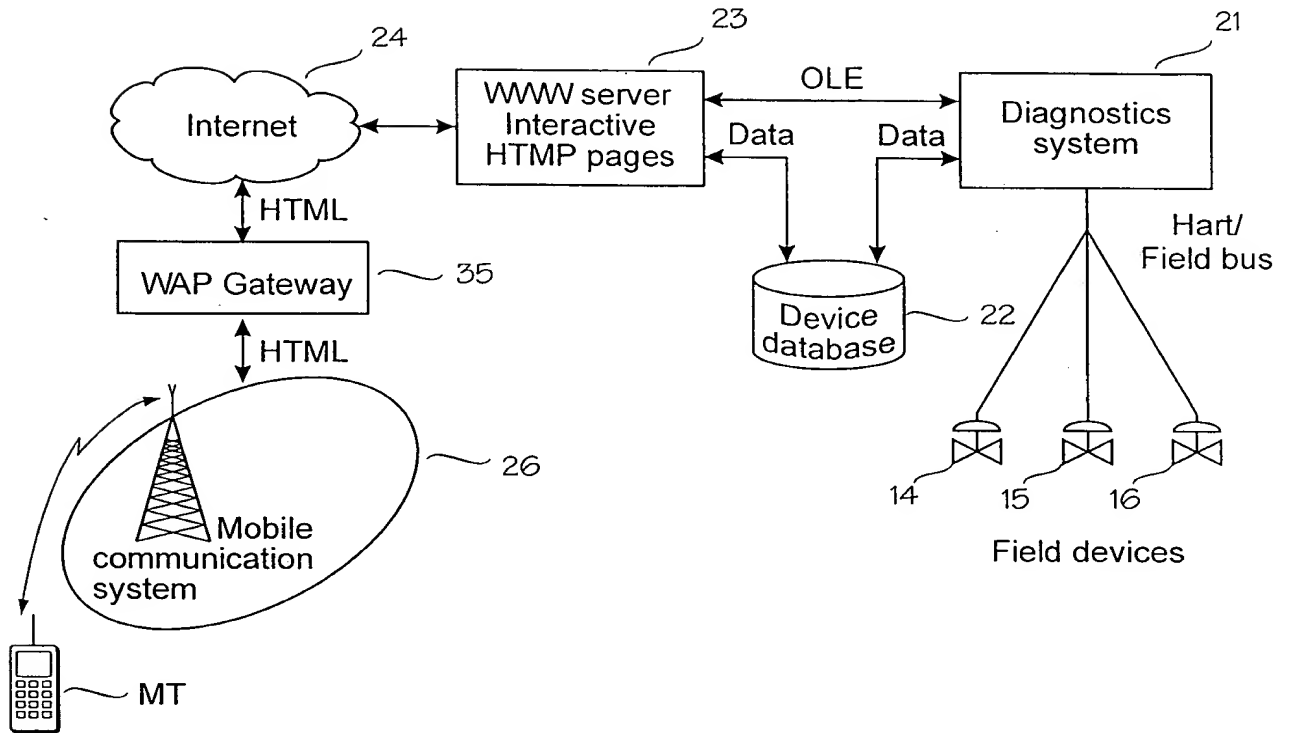 24
23
21
Internet
WWW server
Interactive
HTMP pages
OLE
Data
Data
Diagnostics
system
HTML
WAP Gateway
35
HTML
Hart/
Field bus
Device
database
22
26
Mobile
communication
system
14
15
16
Field devices
MT